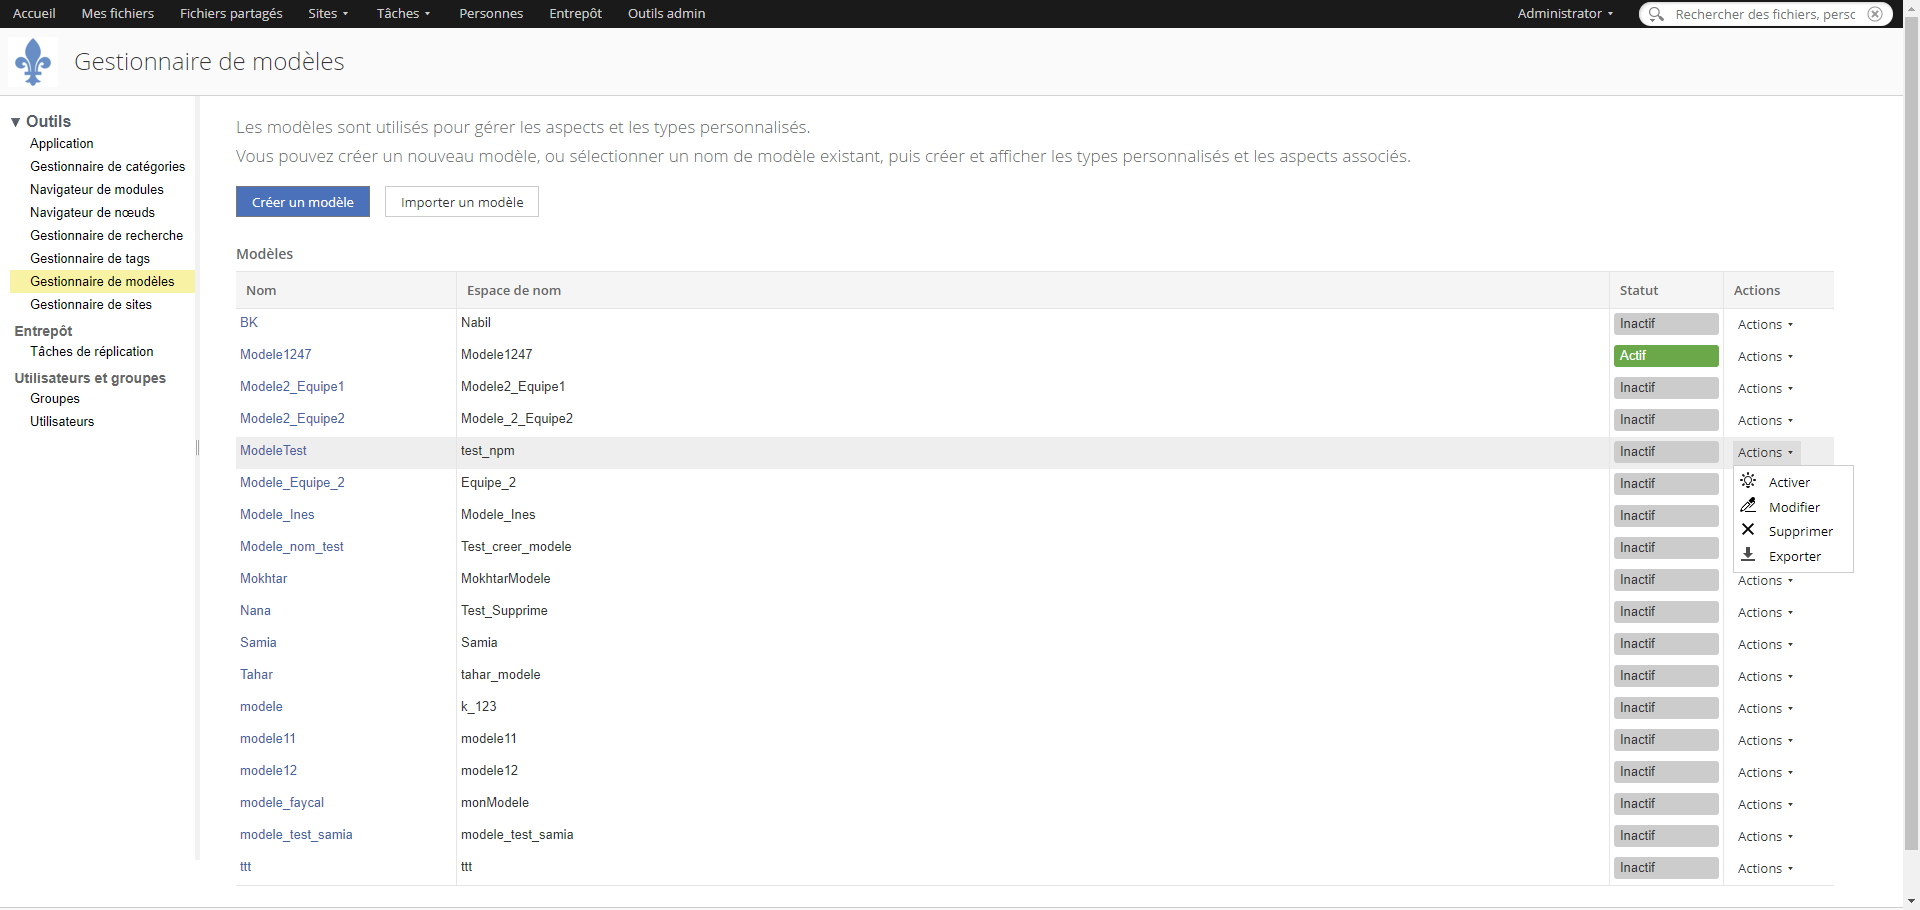 Accueil Mes fichiers Fichiers partagés Sites Tâches Personnes Entrepôt Outils admin Administrator Rechercher des fichiers, persc
Gestionnaire de modèles
Outils
Application
Gestionnaire de catégories
Navigateur de modules
Navigateur de nœuds
Gestionnaire de recherche
Gestionnaire de tags
Gestionnaire de modèles
Gestionnaire de sites
Entrepôt
Tâches de réplication
Utilisateurs et groupes
Groupes
Utilisateurs
Les modèles sont utilisés pour gérer les aspects et les types personnalisés.
Vous pouvez créer un nouveau modèle, ou sélectionner un nom de modèle existant, puis créer et afficher les types personnalisés et les aspects associés.
Créer un modèle Importer un modèle
Modèles
Nom Espace de nom Statut Actions
BK Nabil Inactif Actions
Modele1247 Modele1247 Actif Actions
Modele2_Equipe1 Modele2_Equipe1 Inactif Actions
Modele2_Equipe2 Modele_2_Equipe2 Inactif Actions
ModeleTest test_npm Inactif Actions
Modele_Equipe_2 Equipe_2 Inactif
Modele_Ines Modele_Ines Inactif
Modele_nom_test Test_creer_modele Inactif
Activer
Modifier
Supprimer
Exporter
Mokhtar MokhtarModele Inactif Actions
Nana Test_Supprime Inactif Actions
Samia Samia Inactif Actions
Tahar tahar_modele Inactif Actions
modele k_123 Inactif Actions
modele11 modele11 Inactif Actions
modele12 modele12 Inactif Actions
modele_faycal monModele Inactif Actions
modele_test_samia modele_test_samia Inactif Actions
ttt ttt Inactif Actions